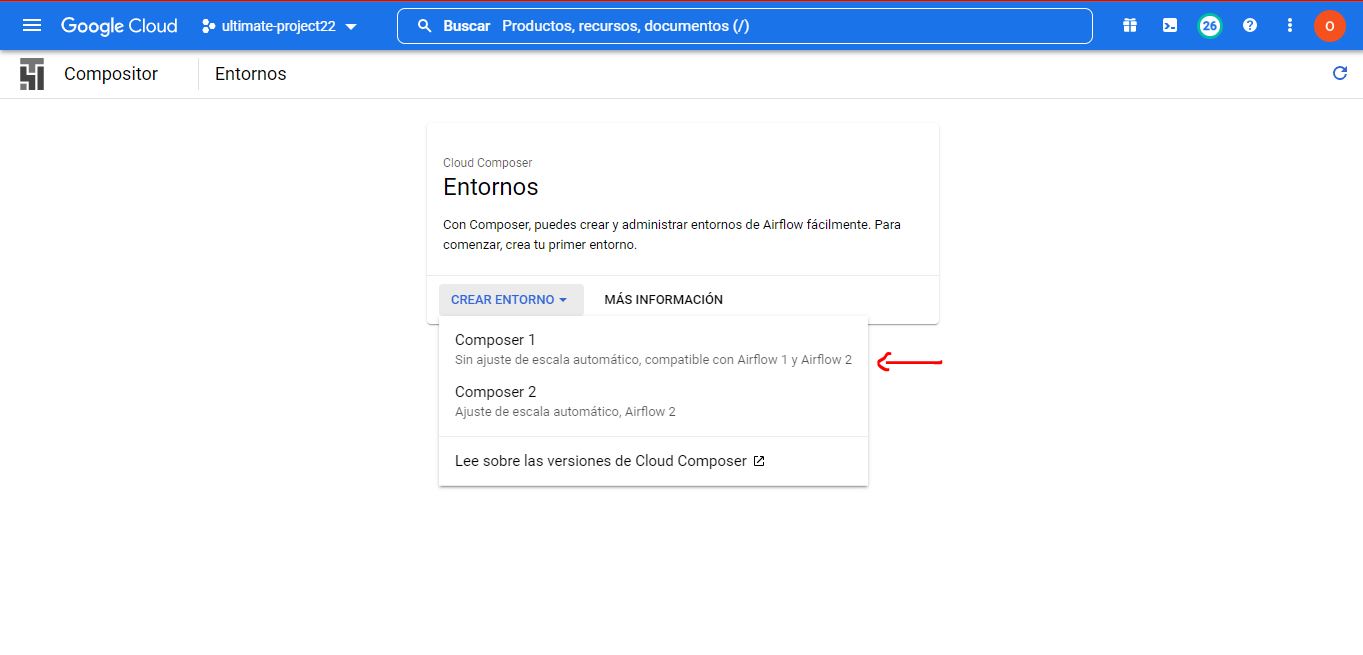 Google Cloud
ultimate-project22
Buscar Productos, recursos, documentos (/)
26
O
Compositor
Entornos
Cloud Composer
Entornos
Con Composer, puedes crear y administrar entornos de Airflow fácilmente. Para
comenzar, crea tu primer entorno.
CREAR ENTORNO
MÁS INFORMACIÓN
Composer 1
Sin ajuste de escala automático, compatible con Airflow 1 y Airflow 2
Composer 2
Ajuste de escala automático, Airflow 2
Lee sobre las versiones de Cloud Composer